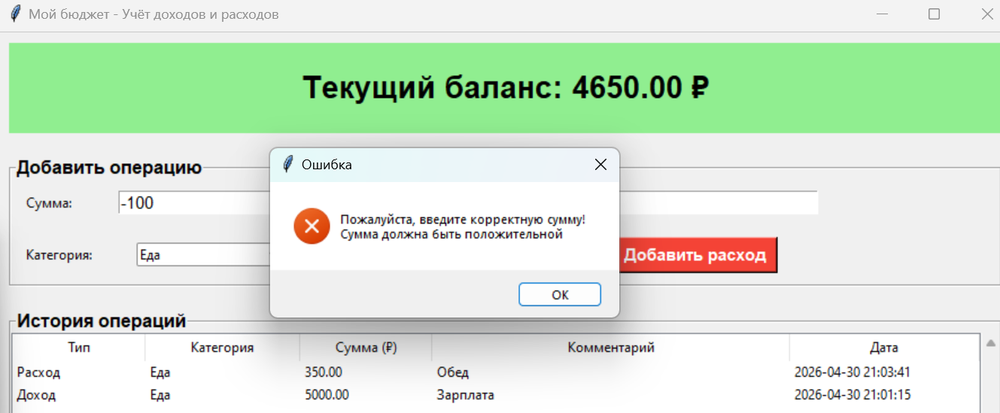 Мой бюджет - Учёт доходов и расходов
Текущий баланс: 4650.00 ₽
Добавить операцию
Сумма: -100
Категория: Еда
Добавить расход
Ошибка
Пожалуйста, введите корректную сумму!
Сумма должна быть положительной
OK
История операций
Тип Категория Сумма (₽) Комментарий Дата
Расход Еда 350.00 Обед 2026-04-30 21:03:41
Доход Еда 5000.00 Зарплата 2026-04-30 21:01:15